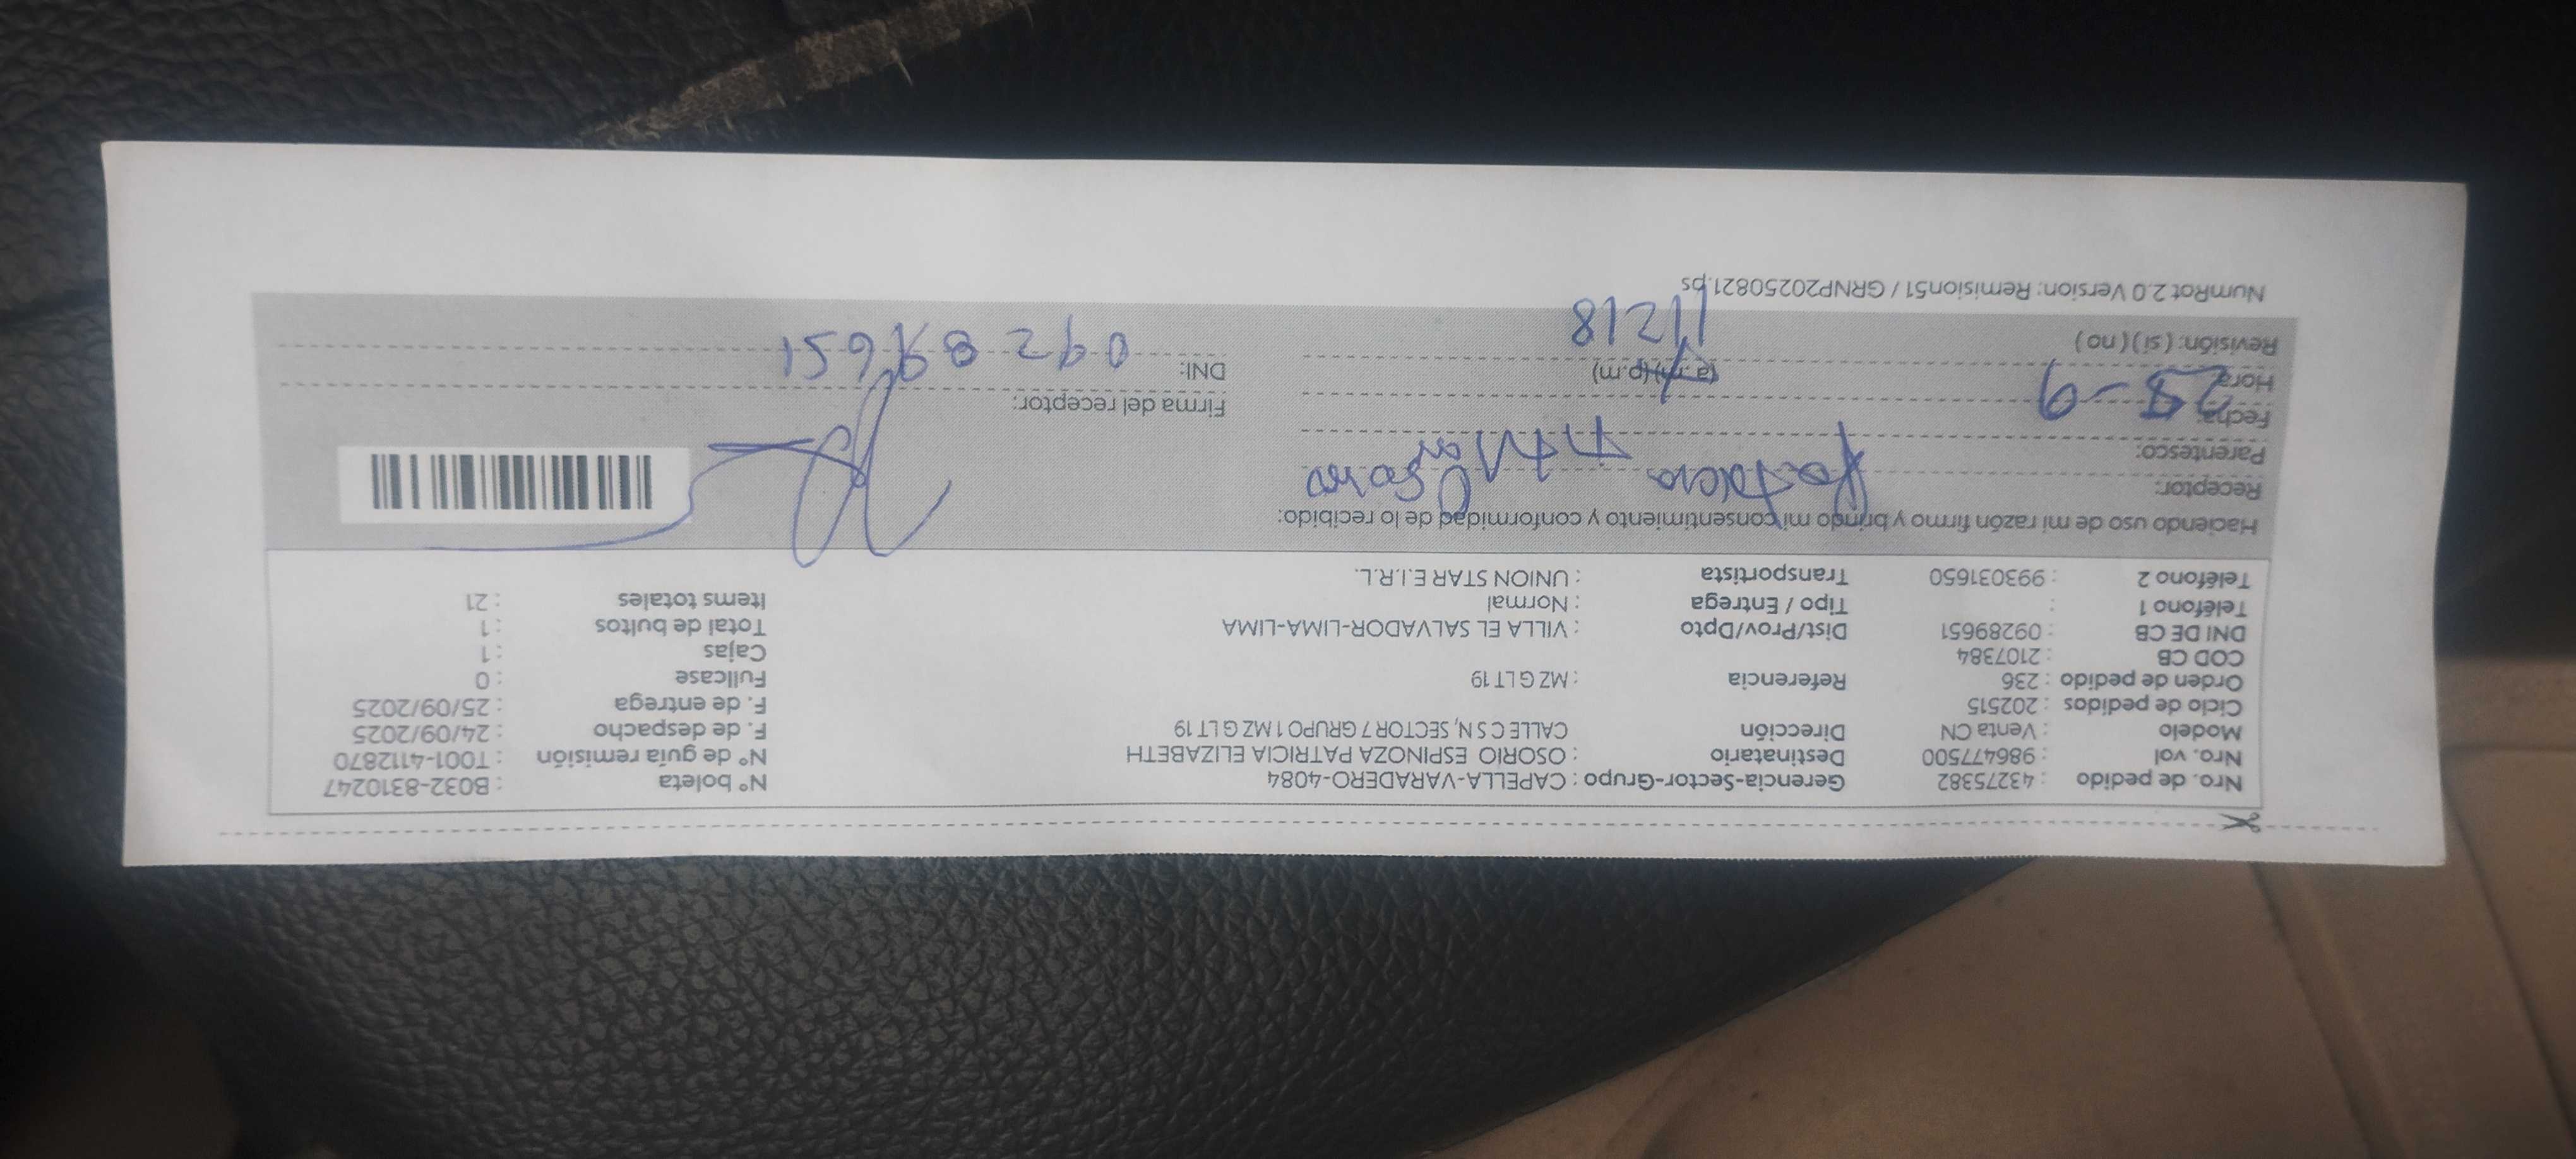 Nro. de pedido : 43275382 Gerencia-Sector-Grupo : CAPELLA-VARADERO-4084 N° boleta : B032-8310247
Nro. vol : 986477500 Destinatario : OSORIO ESPINOZA PATRICIA ELIZABETH N° de guía remisión : T001-4112870
Modelo : Venta CN Dirección CALLE C S N, SECTOR 7 GRUPO 1 MZ G LT 19 F. de despacho : 24/09/2025
Ciclo de pedidos : 202515 F. de entrega : 25/09/2025
Orden de pedido : 236 Referencia : MZ G LT 19 Fullcase : 0
COD CB : 2107384 Cajas : 1
DNI DE CB : 09289651 Dist/Prov/Dpto : VILLA EL SALVADOR-LIMA-LIMA Total de bultos : 1
Teléfono 1 : Tipo / Entrega : Normal Items totales : 21
Teléfono 2 : 993031650 Transportista : UNION STAR E.I.R.L.
Haciendo uso de mi razón firmo y brindo mi consentimiento y conformidad de lo recibido:
Receptor:
Parentesco: Titular
Fecha: 25-9 Firma del receptor:
Hora (a.m)(p.m) DNI: 09289651
Revisión: ( si ) ( no )
NumRot 2.0 Version: Remision51 / GRNP20250821.ps